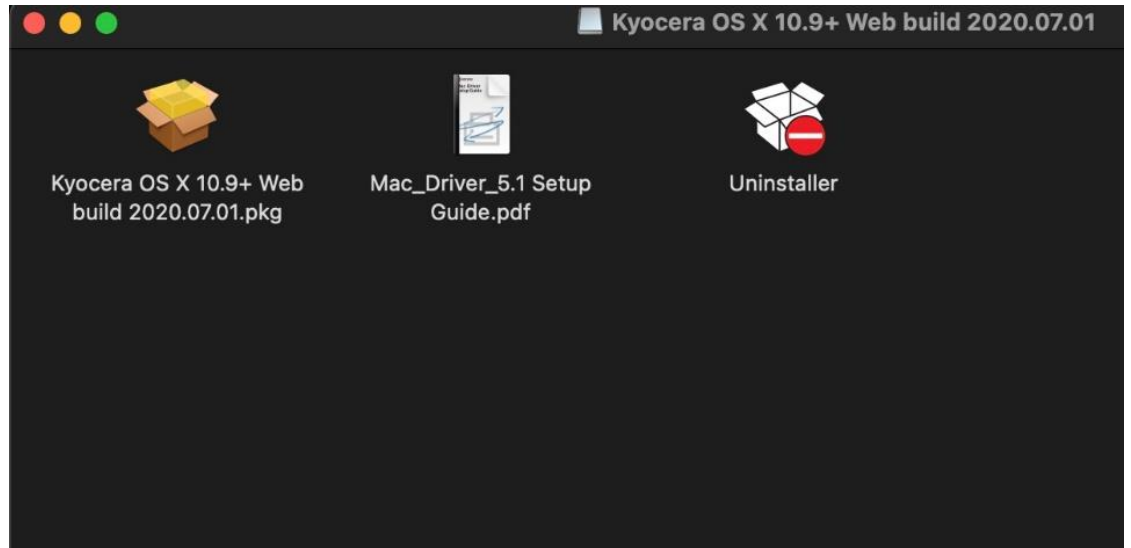 Kyocera OS X 10.9+ Web build 2020.07.01
Kyocera OS X 10.9+ Web
build 2020.07.01.pkg
Mac_Driver_5.1 Setup
Guide.pdf
Uninstaller